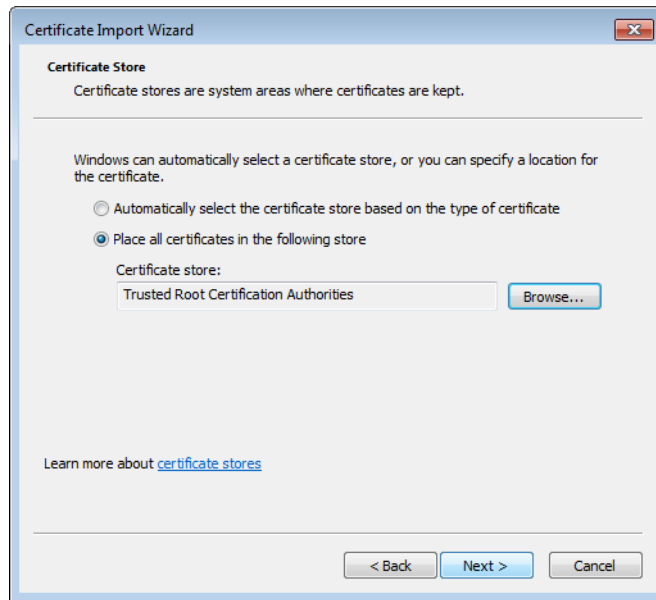 Certificate Import Wizard
Certificate Store
Certificate stores are system areas where certificates are kept.
Windows can automatically select a certificate store, or you can specify a location for
the certificate.
Automatically select the certificate store based on the type of certificate
Place all certificates in the following store
Certificate store:
Trusted Root Certification Authorities
Browse...
Learn more about certificate stores
< Back
Next >
Cancel